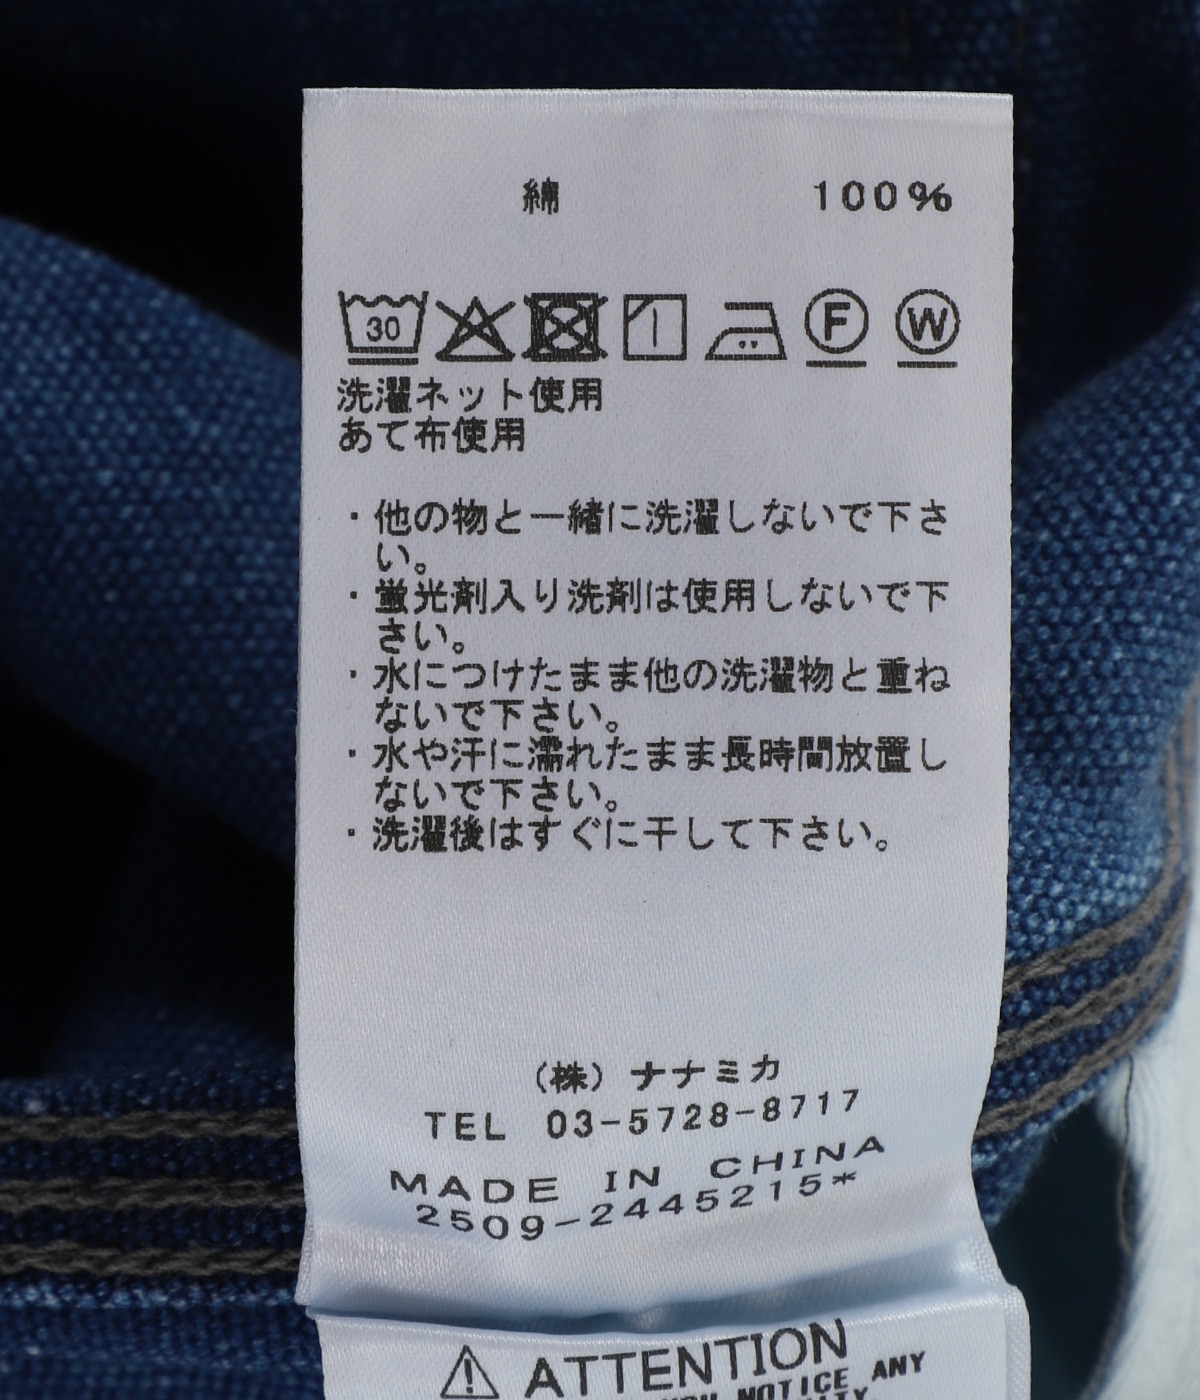 綿 100%
30 F W
洗濯ネット使用
あて布使用
・他の物と一緒に洗濯しないで下さ
い。
・蛍光剤入り洗剤は使用しないで下
さい。
・水につけたまま他の洗濯物と重ね
ないで下さい。
・水や汗に濡れたまま長時間放置し
ないで下さい。
・洗濯後はすぐに干して下さい。
(株)ナナミカ
TEL 03-5728-8717
MADE IN CHINA
2509-2445215*
ATTENTION
NOTICE ANY